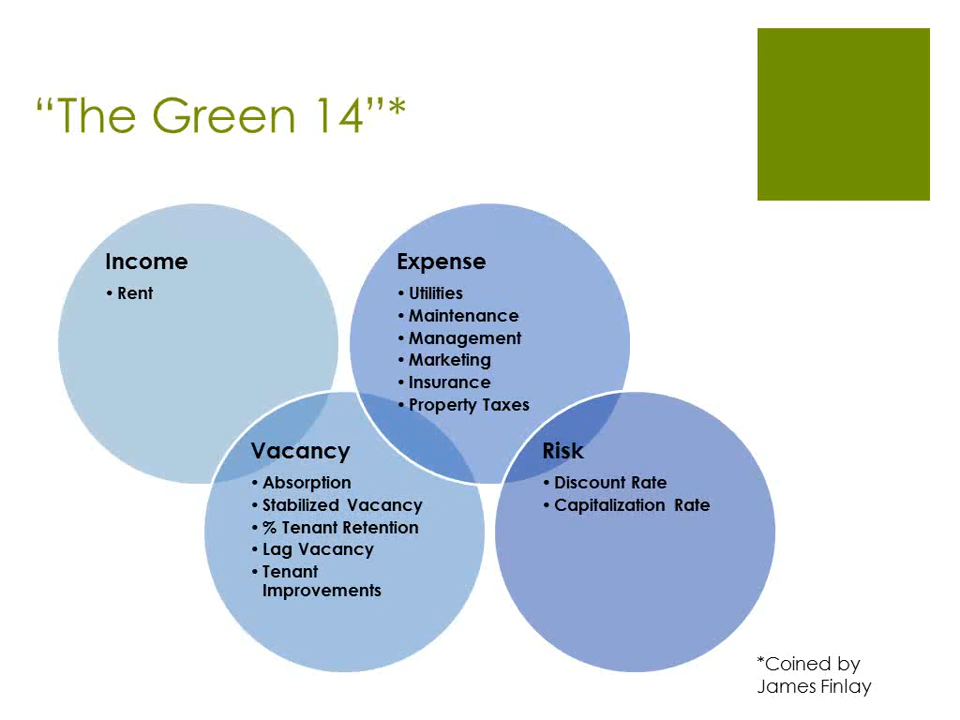 “The Green 14”*
Income
• Rent
Expense
• Utilities
• Maintenance
• Management
• Marketing
• Insurance
• Property Taxes
Vacancy
• Absorption
• Stabilized Vacancy
• % Tenant Retention
• Lag Vacancy
• Tenant
Improvements
Risk
• Discount Rate
• Capitalization Rate
*Coined by
James Finlay